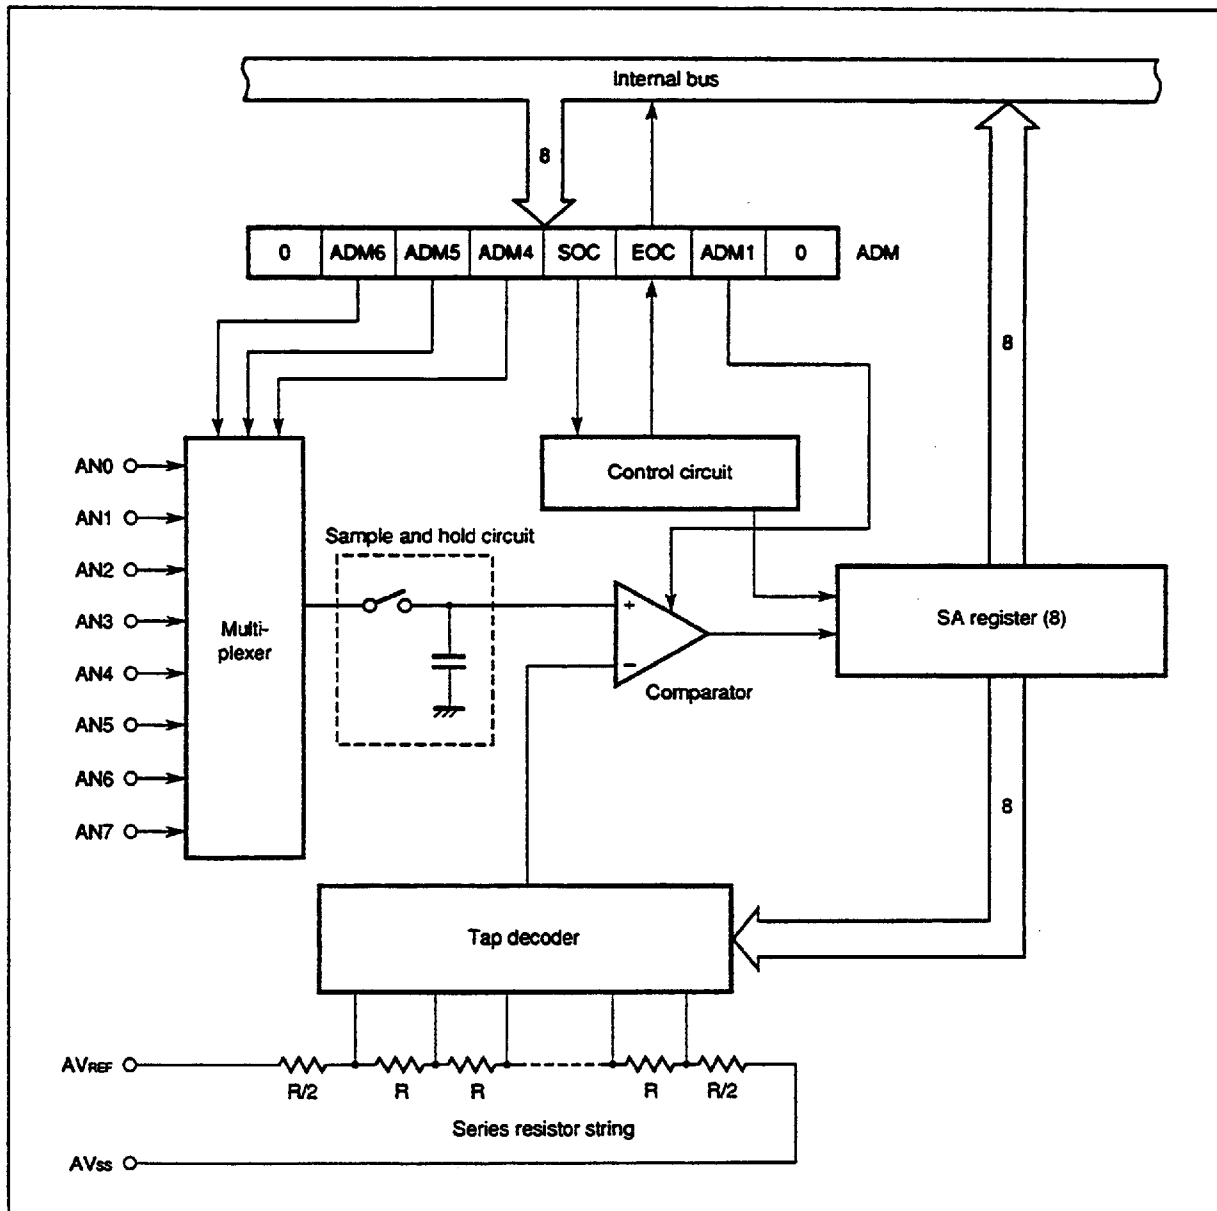 Internal bus
8
0 ADM6 ADM5 ADM4 SOC EOC ADM1 0 ADM
8
AN0
Control circuit
AN1
Sample and hold circuit
AN2
AN3
+
SA register (8)
Multi-
plexer
AN4
−
Comparator
AN5
AN6
8
AN7
Tap decoder
AVREF
R/2 R R R R/2
Series resistor string
AVSS